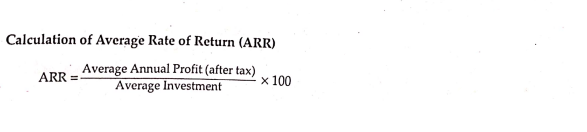 Calculation of Average Rate of Return (ARR)
ARR = Average Annual Profit (after tax) / Average Investment × 100